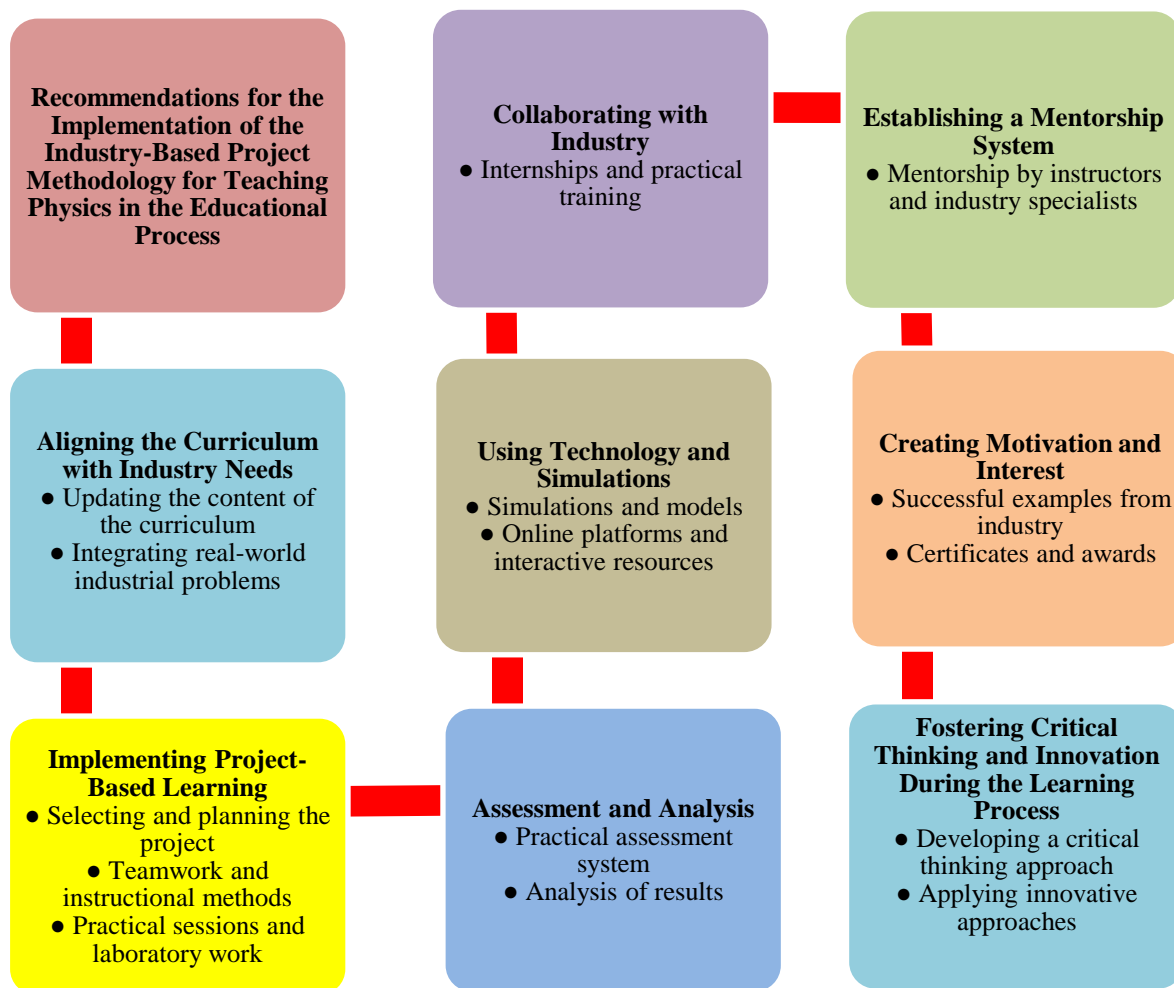 Recommendations for the
Implementation of the
Industry-Based Project
Methodology for Teaching
Physics in the Educational
Process
Aligning the Curriculum
with Industry Needs
● Updating the content of
the curriculum
● Integrating real-world
industrial problems
Implementing Project-
Based Learning
● Selecting and planning the
project
● Teamwork and
instructional methods
● Practical sessions and
laboratory work
Assessment and Analysis
● Practical assessment
system
● Analysis of results
Using Technology and
Simulations
● Simulations and models
● Online platforms and
interactive resources
Collaborating with
Industry
● Internships and practical
training
Establishing a Mentorship
System
● Mentorship by instructors
and industry specialists
Creating Motivation and
Interest
● Successful examples from
industry
● Certificates and awards
Fostering Critical
Thinking and Innovation
During the Learning
Process
● Developing a critical
thinking approach
● Applying innovative
approaches